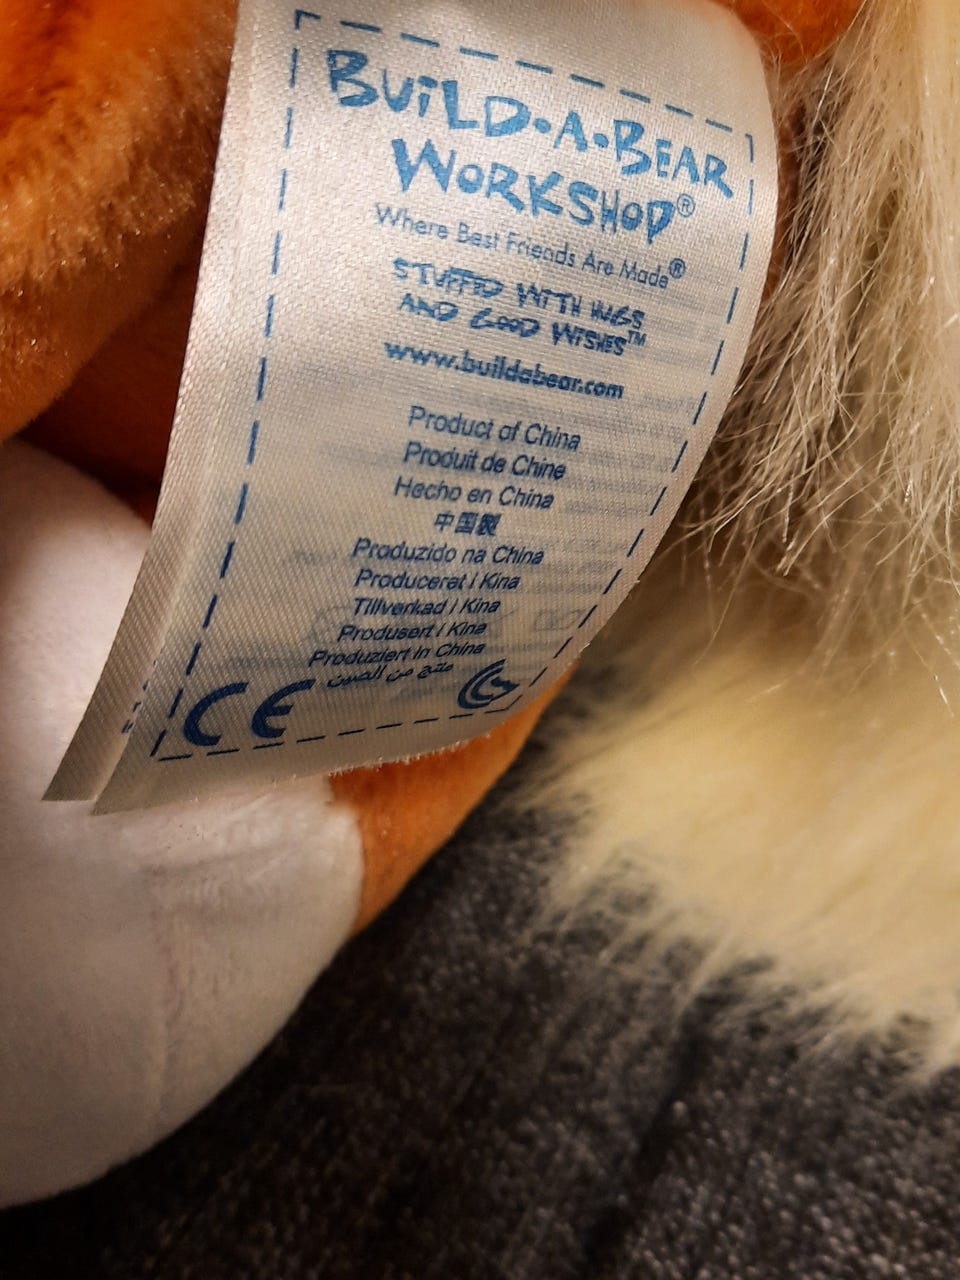 BUiLD•A•BEAR
WORKSHOP®
Where Best Friends Are Made®
STUFFED WITH HUGS
AND GOOD WISHES™
www.buildabear.com
Product of China
Produit de Chine
Hecho en China
中国製
Produzido na China
Produceret i Kina
Tillverkad i Kina
Produsert i Kina
Produziert in China
منتج من الصين
CE